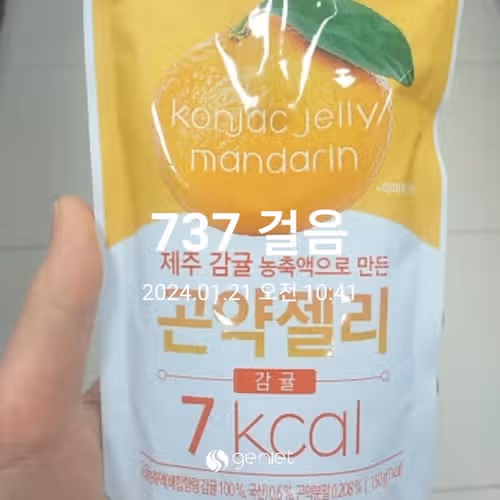 konjac jelly
mandarin
737 걸음
제주 감귤 농축액으로 만든
2024.01.21 오전 10:41
곤약젤리
감귤
7 kcal
geniet